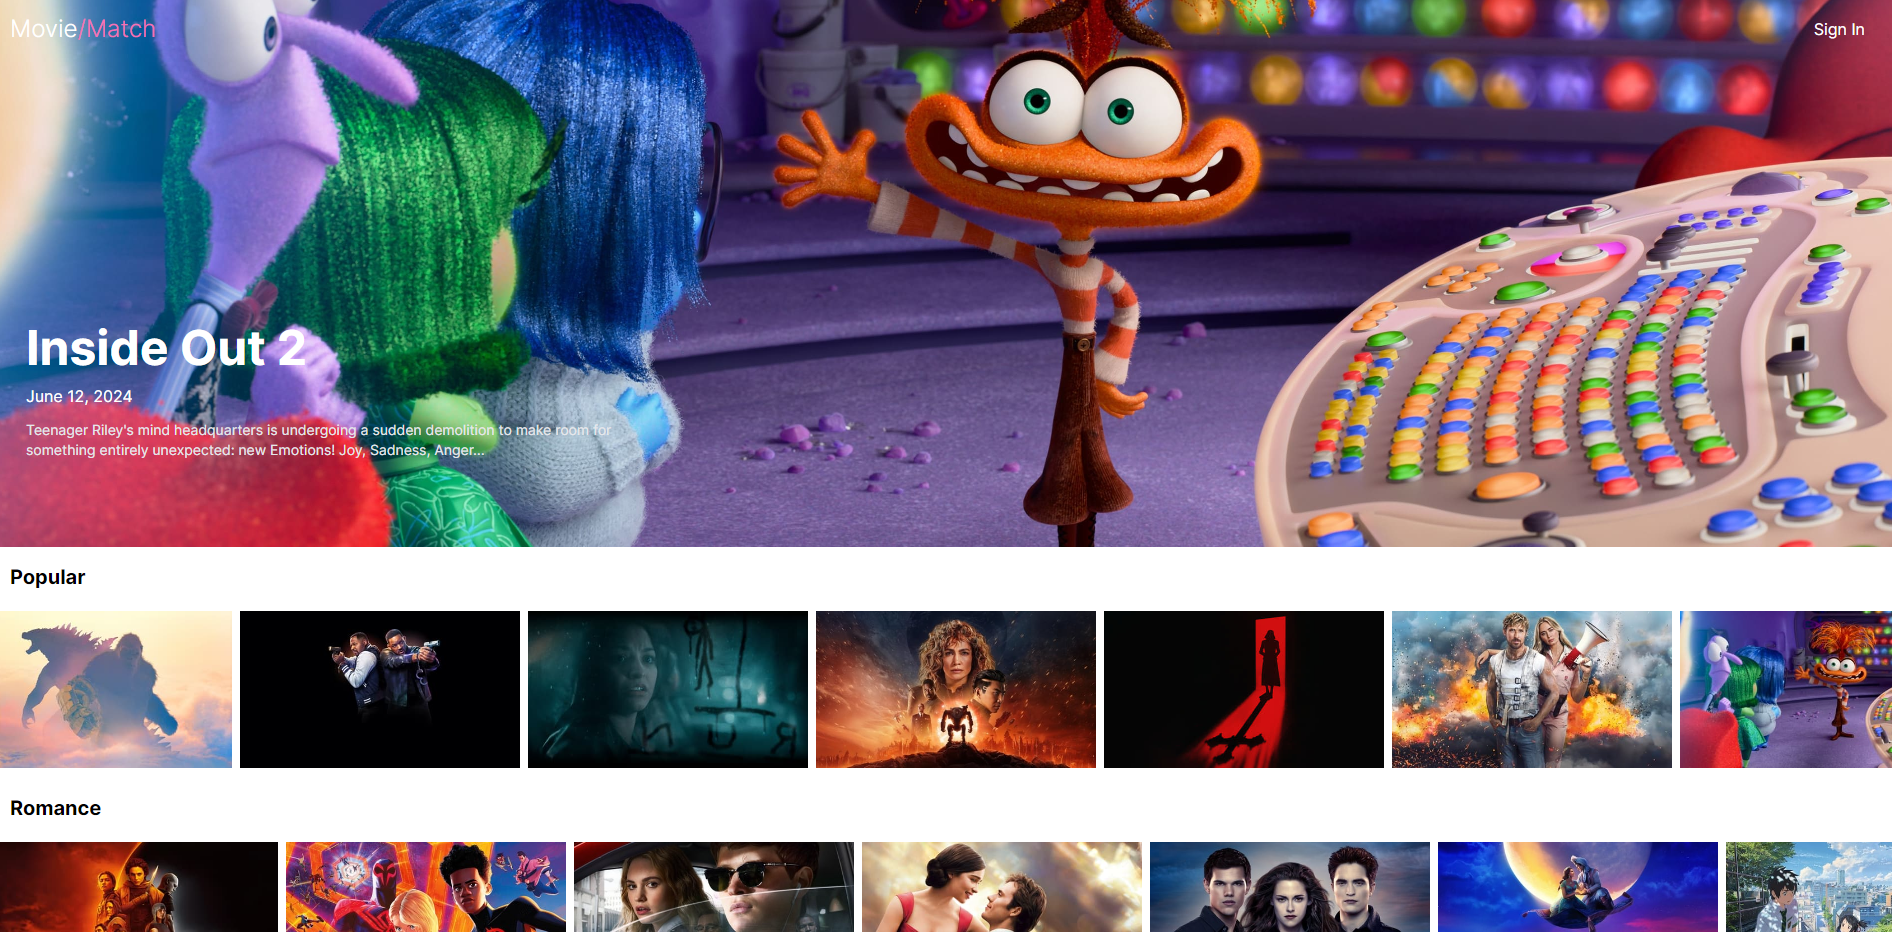 Movie/Match
Sign In
Inside Out 2
June 12, 2024
Teenager Riley's mind headquarters is undergoing a sudden demolition to make room for
something entirely unexpected: new Emotions! Joy, Sadness, Anger...
Popular
Romance